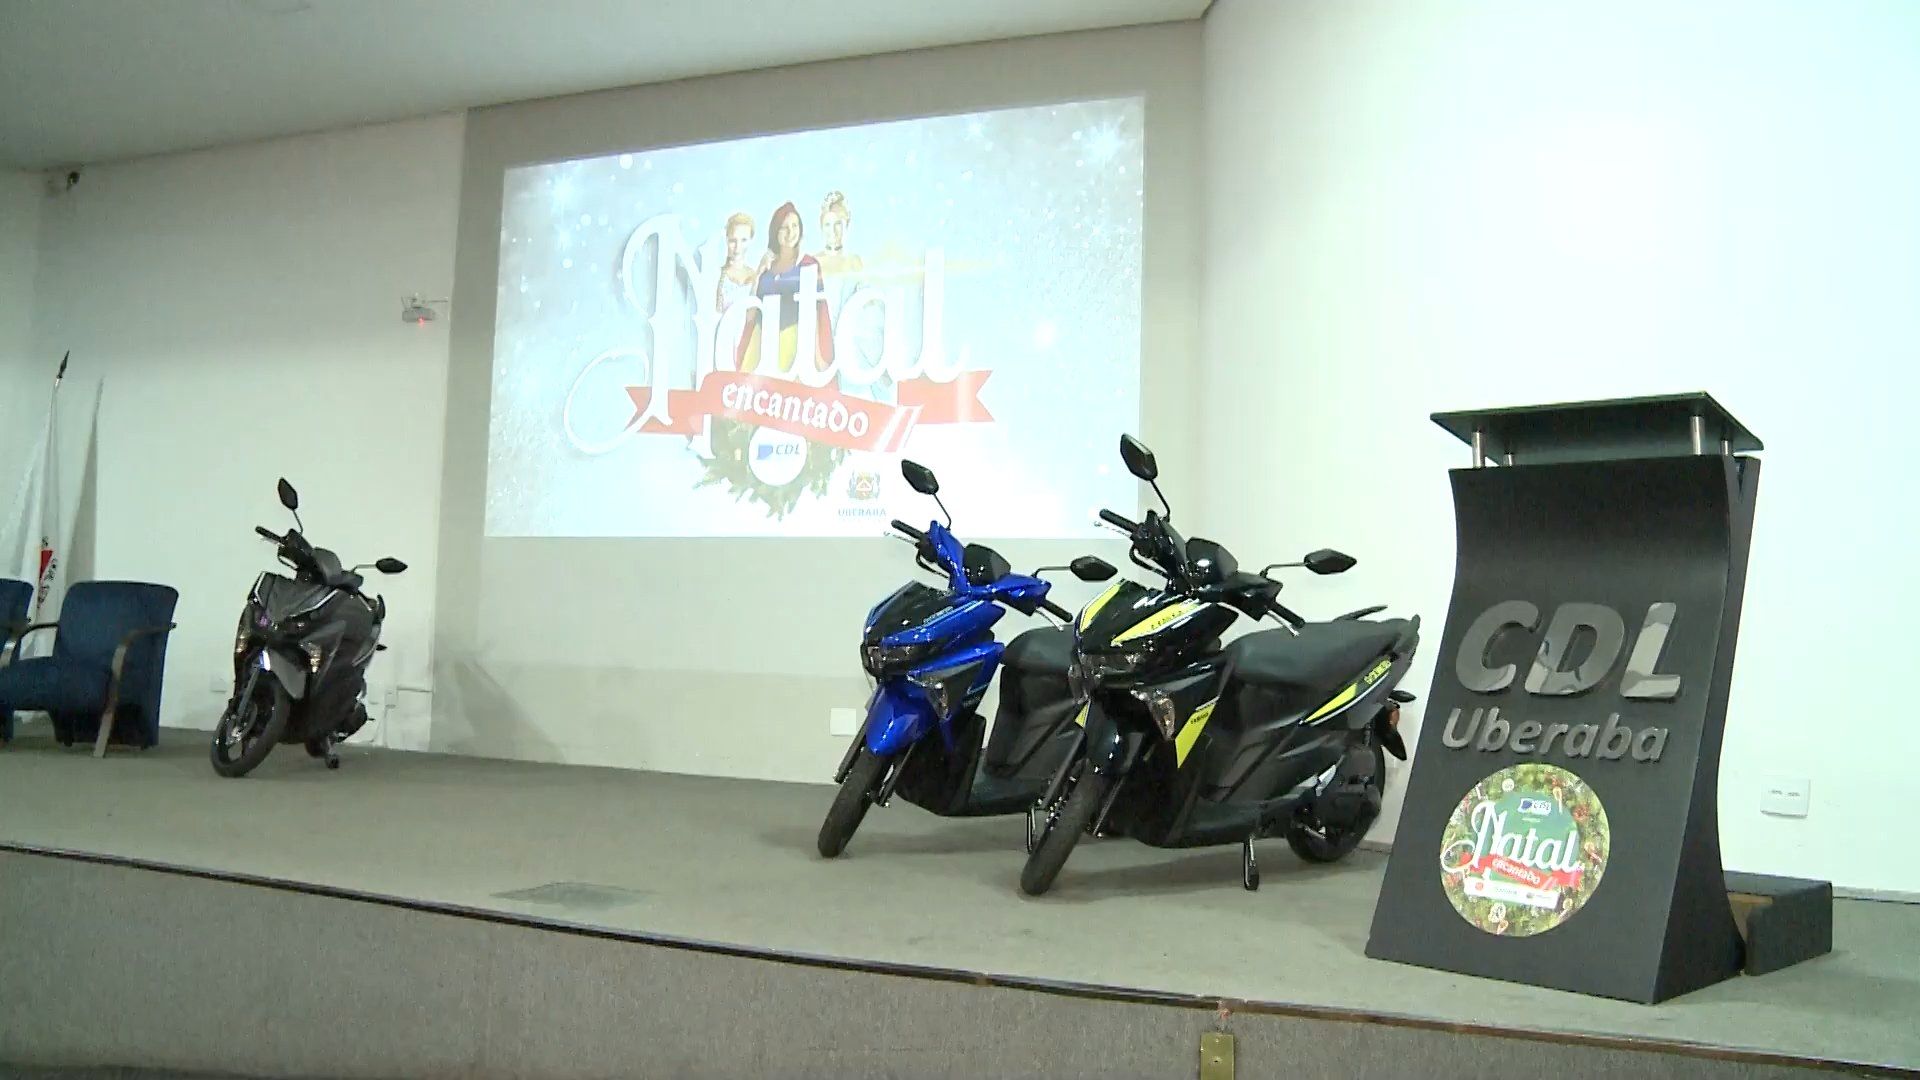 Natal
encantado
CDL
UBERABA
CDL
Uberaba
CDL
Natal
encantado